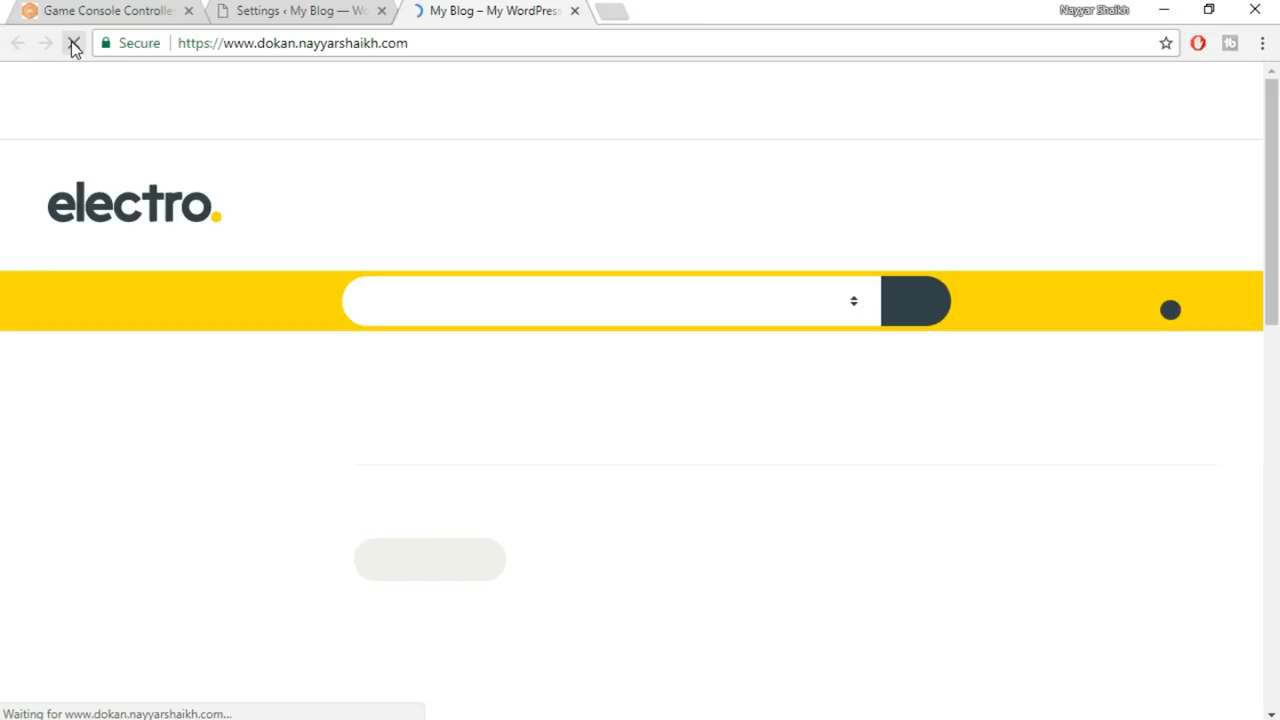 Game Console Controlle
Settings ‹ My Blog — Wo
My Blog – My WordPress
Nayyar Shaikh
Secure
https://www.dokan.nayyarshaikh.com
electro.
Waiting for www.dokan.nayyarshaikh.com...